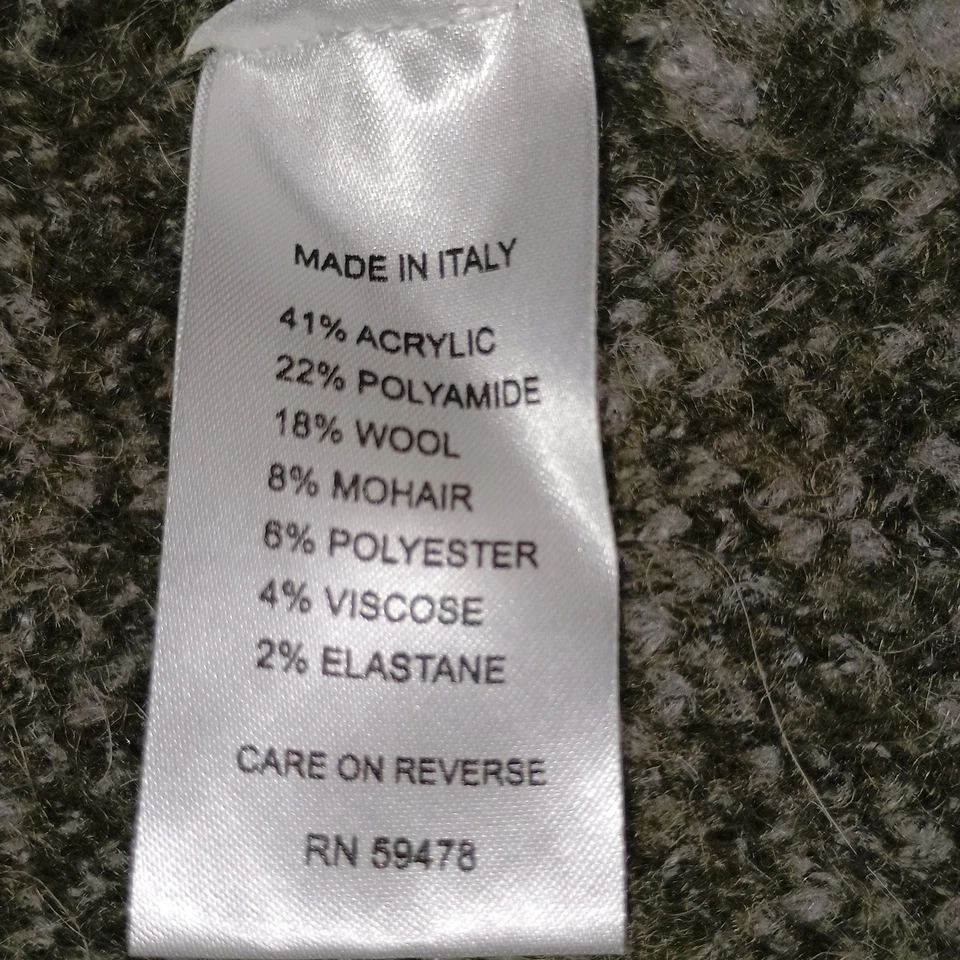 MADE IN ITALY
41% ACRYLIC
22% POLYAMIDE
18% WOOL
8% MOHAIR
6% POLYESTER
4% VISCOSE
2% ELASTANE
CARE ON REVERSE
RN 59478